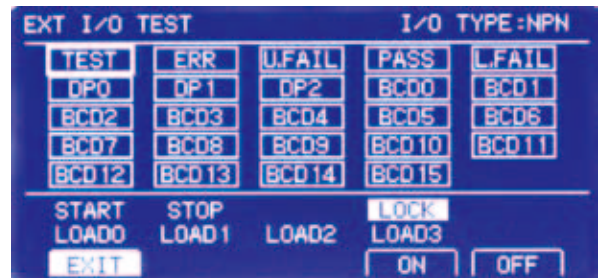 EXT I/O TEST I/O TYPE:NPN
TEST ERR U.FAIL PASS L.FAIL
DP0 DP1 DP2 BCD0 BCD1
BCD2 BCD3 BCD4 BCD5 BCD6
BCD7 BCD8 BCD9 BCD10 BCD11
BCD12 BCD13 BCD14 BCD15
START STOP LOCK
LOAD0 LOAD1 LOAD2 LOAD3
EXIT ON OFF